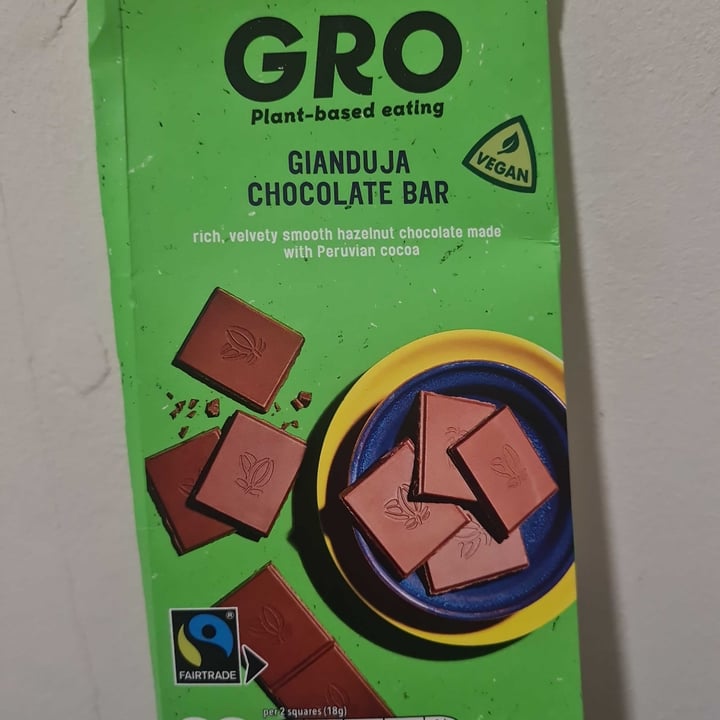 GRO
Plant-based eating
VEGAN
GIANDUJA
CHOCOLATE BAR
rich, velvety smooth hazelnut chocolate made
with Peruvian cocoa
®
FAIRTRADE
per 2 squares (18g)